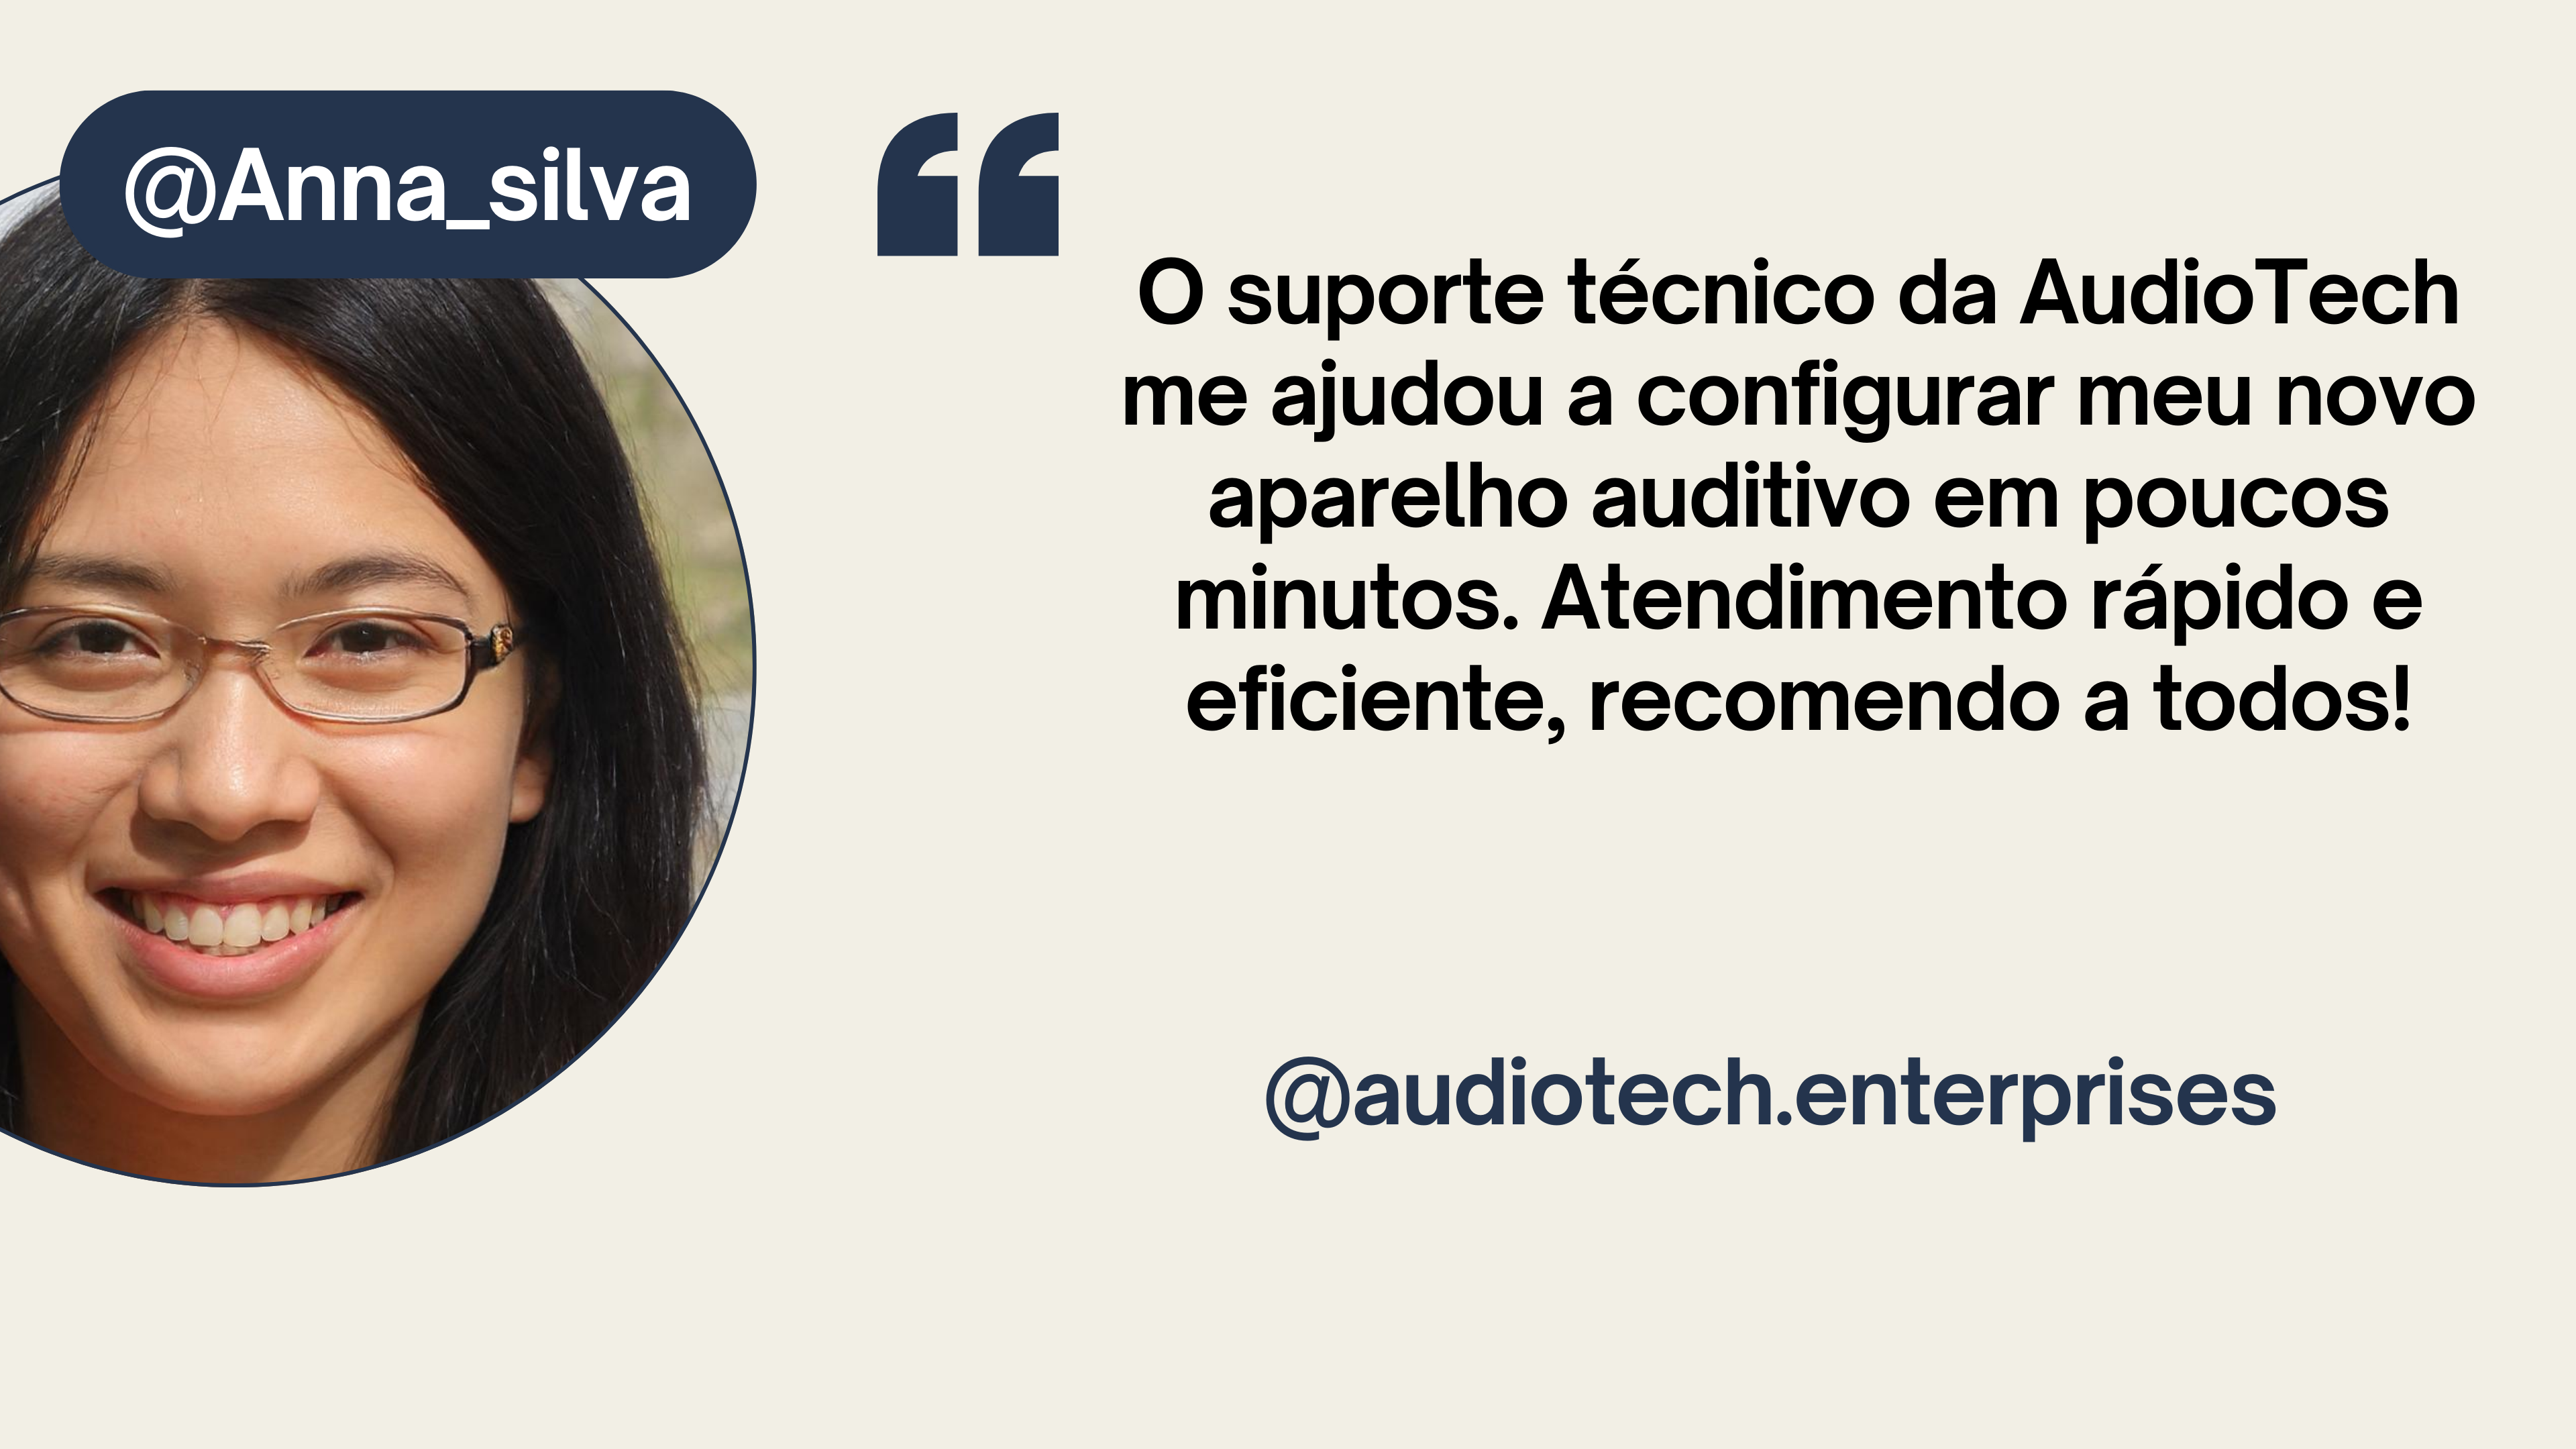 @Anna_silva
O suporte técnico da AudioTech
me ajudou a configurar meu novo
aparelho auditivo em poucos
minutos. Atendimento rápido e
eficiente, recomendo a todos!
@audiotech.enterprises